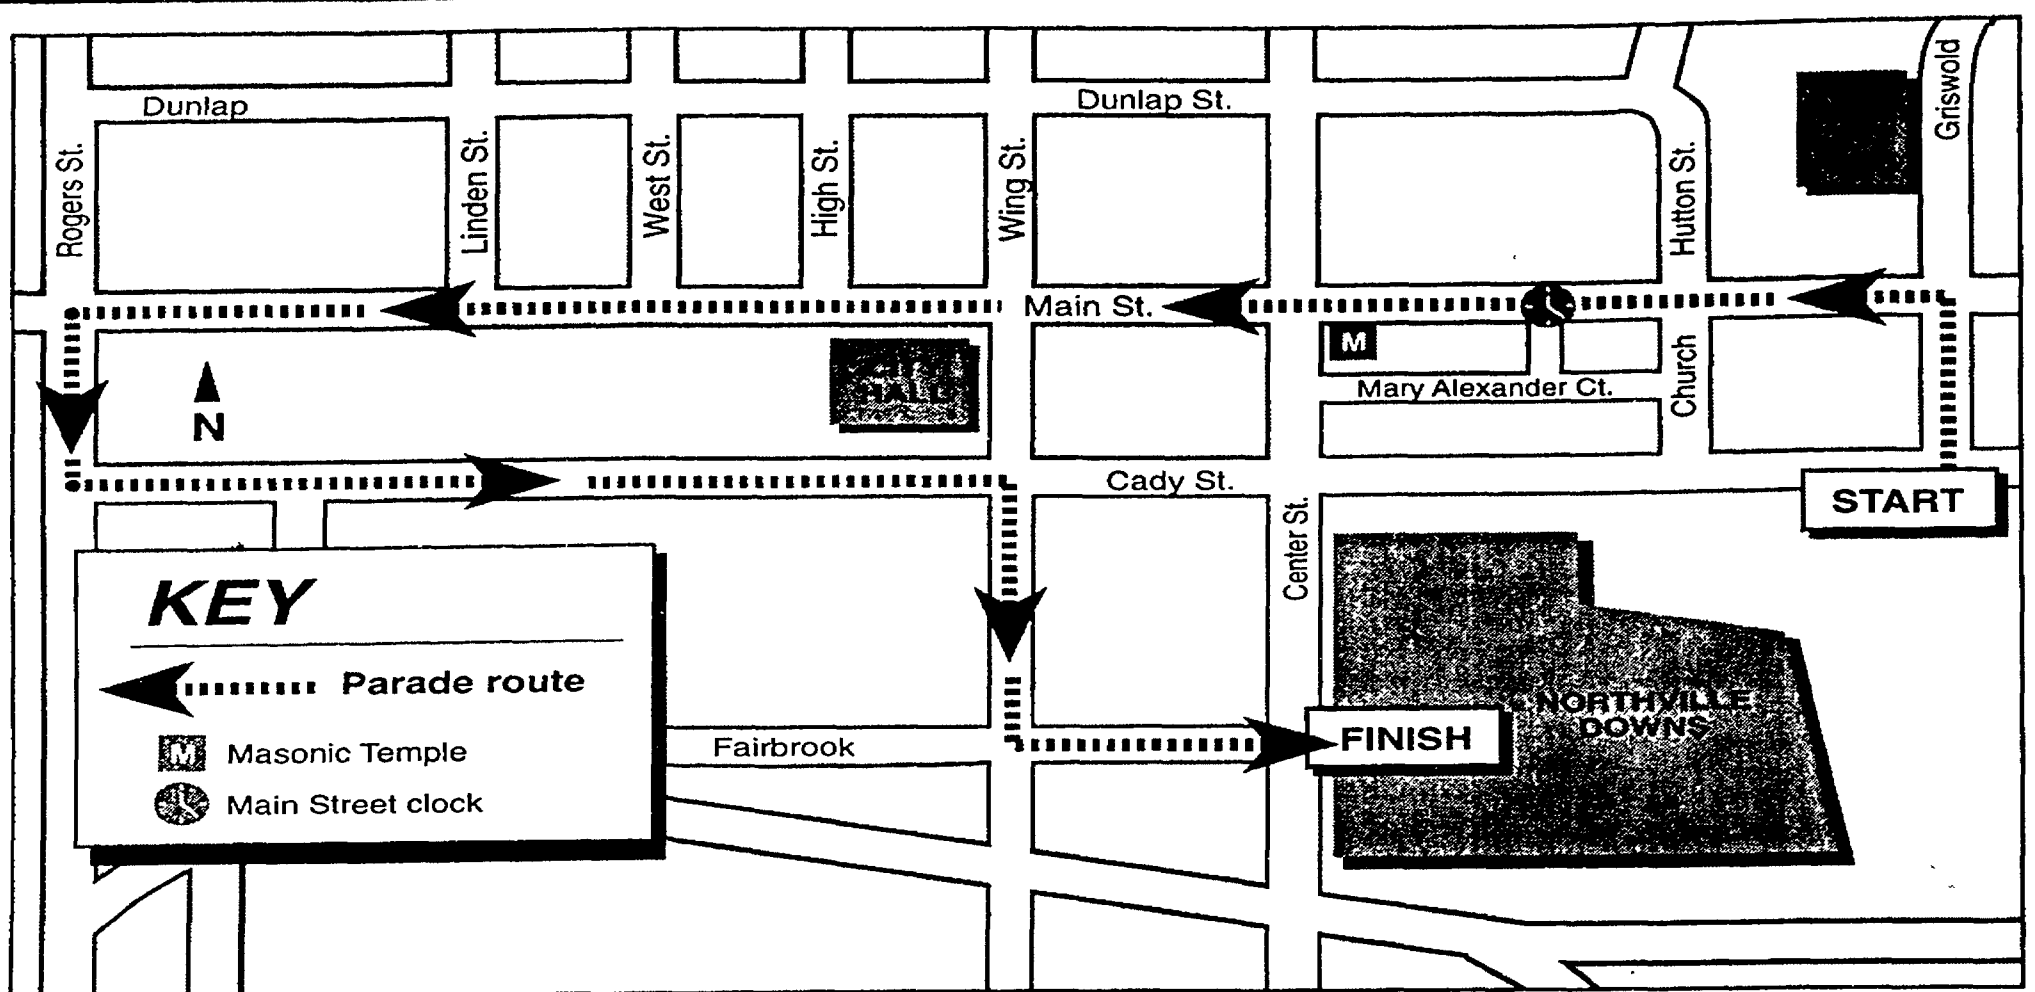 Griswold
Dunlap
Dunlap St.
Rogers St.
Linden St.
West St.
High St.
Wing St.
Hutton St.
Main St.
M
Church
Mary Alexander Ct.
CITY
HALL
N
Cady St.
START
Center St.
KEY
Parade route
M Masonic Temple
Main Street clock
Fairbrook
FINISH
NORTHVILLE
DOWNS